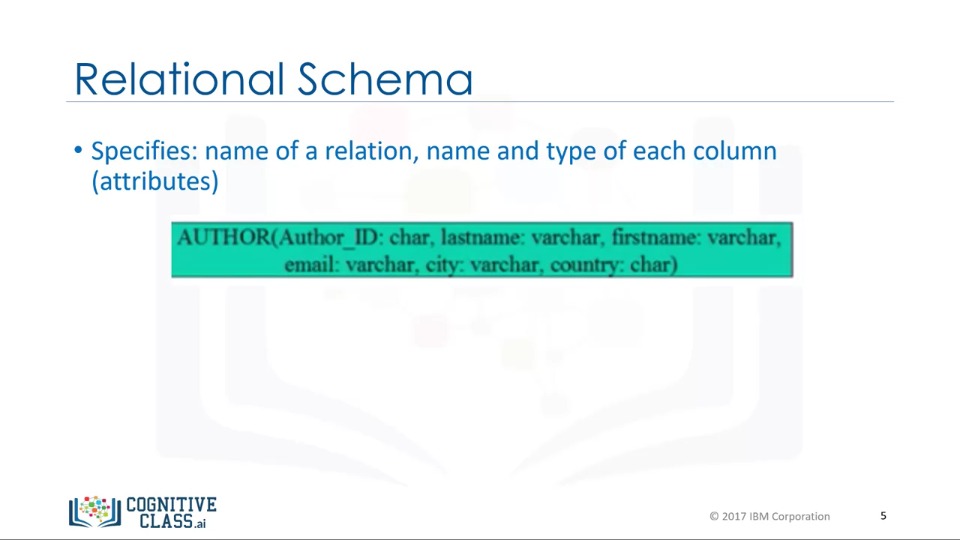 Relational Schema
• Specifies: name of a relation, name and type of each column
(attributes)
AUTHOR(Author_ID: char, lastname: varchar, firstname: varchar,
email: varchar, city: varchar, country: char)
COGNITIVE
CLASS.ai
© 2017 IBM Corporation
5